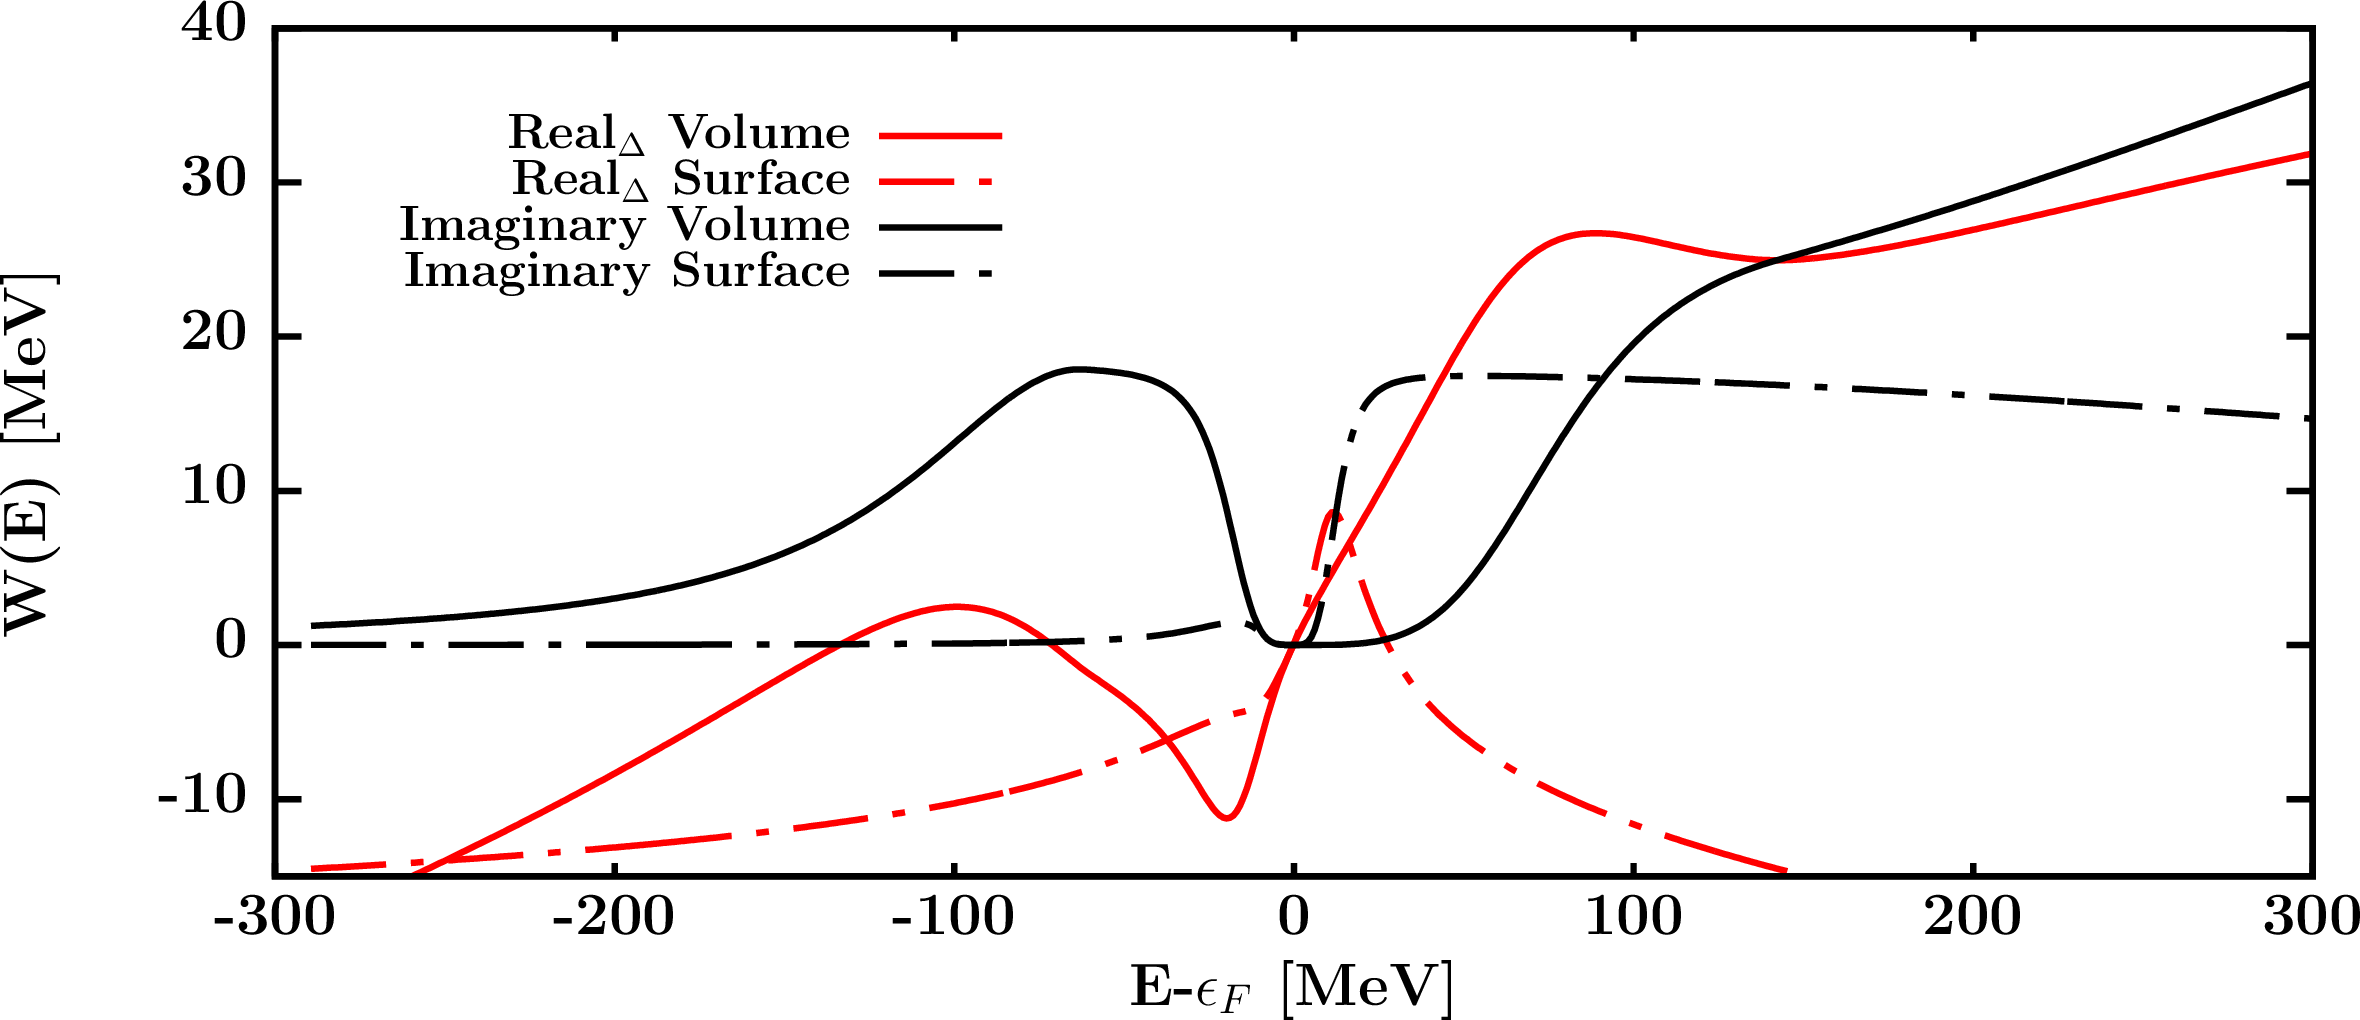 40
30
20
10
0
-10
W(E) [MeV]
Real_Δ Volume
Real_Δ Surface
Imaginary Volume
Imaginary Surface
-300 -200 -100 0 100 200 300
E-ϵ_F [MeV]